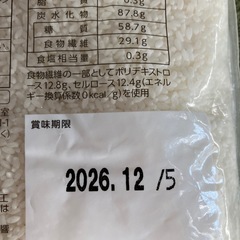 脂質 0.3g
炭水化物 87.8g
糖質 58.7g
食物繊維 29.1g
食塩相当量 0.3g
食物繊維の一部としてポリデキストロ
ース12.8g、セルロース12.4g(エネル
ギー換算係数0kcal/g)を使用
賞味期限
2026.12 /5